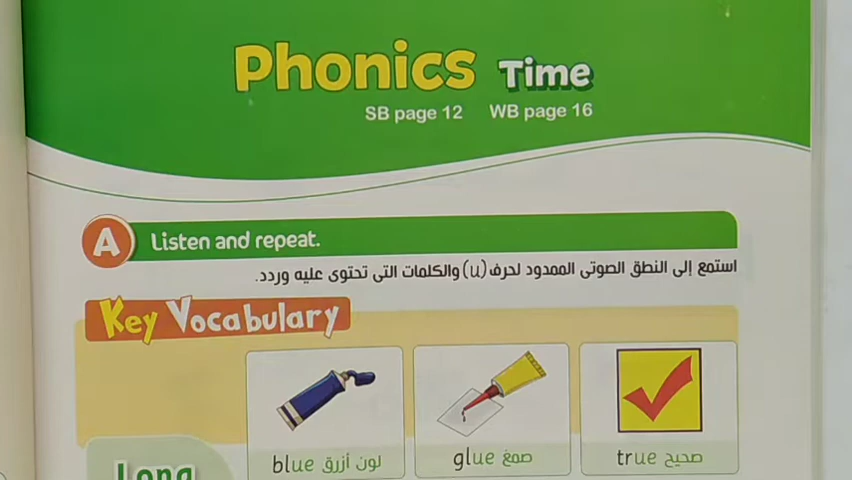 Phonics Time
SB page 12 WB page 16
A Listen and repeat.
استمع إلى النطق الصوتى الممدود لحرف (u) والكلمات التى تحتوى عليه وردد.
Key Vocabulary
blue لون أزرق
glue صمغ
true صحيح
Long